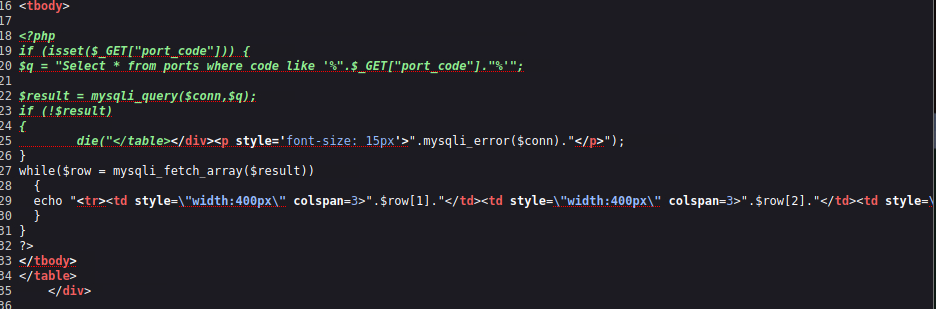 16 <tbody>
17
18 <?php
19 if (isset($_GET["port_code"])) {
20 $q = "Select * from ports where code like '%".$_GET["port_code"]."%'";
21
22 $result = mysqli_query($conn,$q);
23 if (!$result)
24 {
25         die("</table></div><p style='font-size: 15px'>".mysqli_error($conn)."</p>");
26 }
27 while($row = mysqli_fetch_array($result))
28   {
29   echo "<tr><td style=\"width:400px\" colspan=3>".$row[1]."</td><td style=\"width:400px\" colspan=3>".$row[2]."</td><td style=\
30   }
31 }
32 ?>
33 </tbody>
34 </table>
35     </div>
36